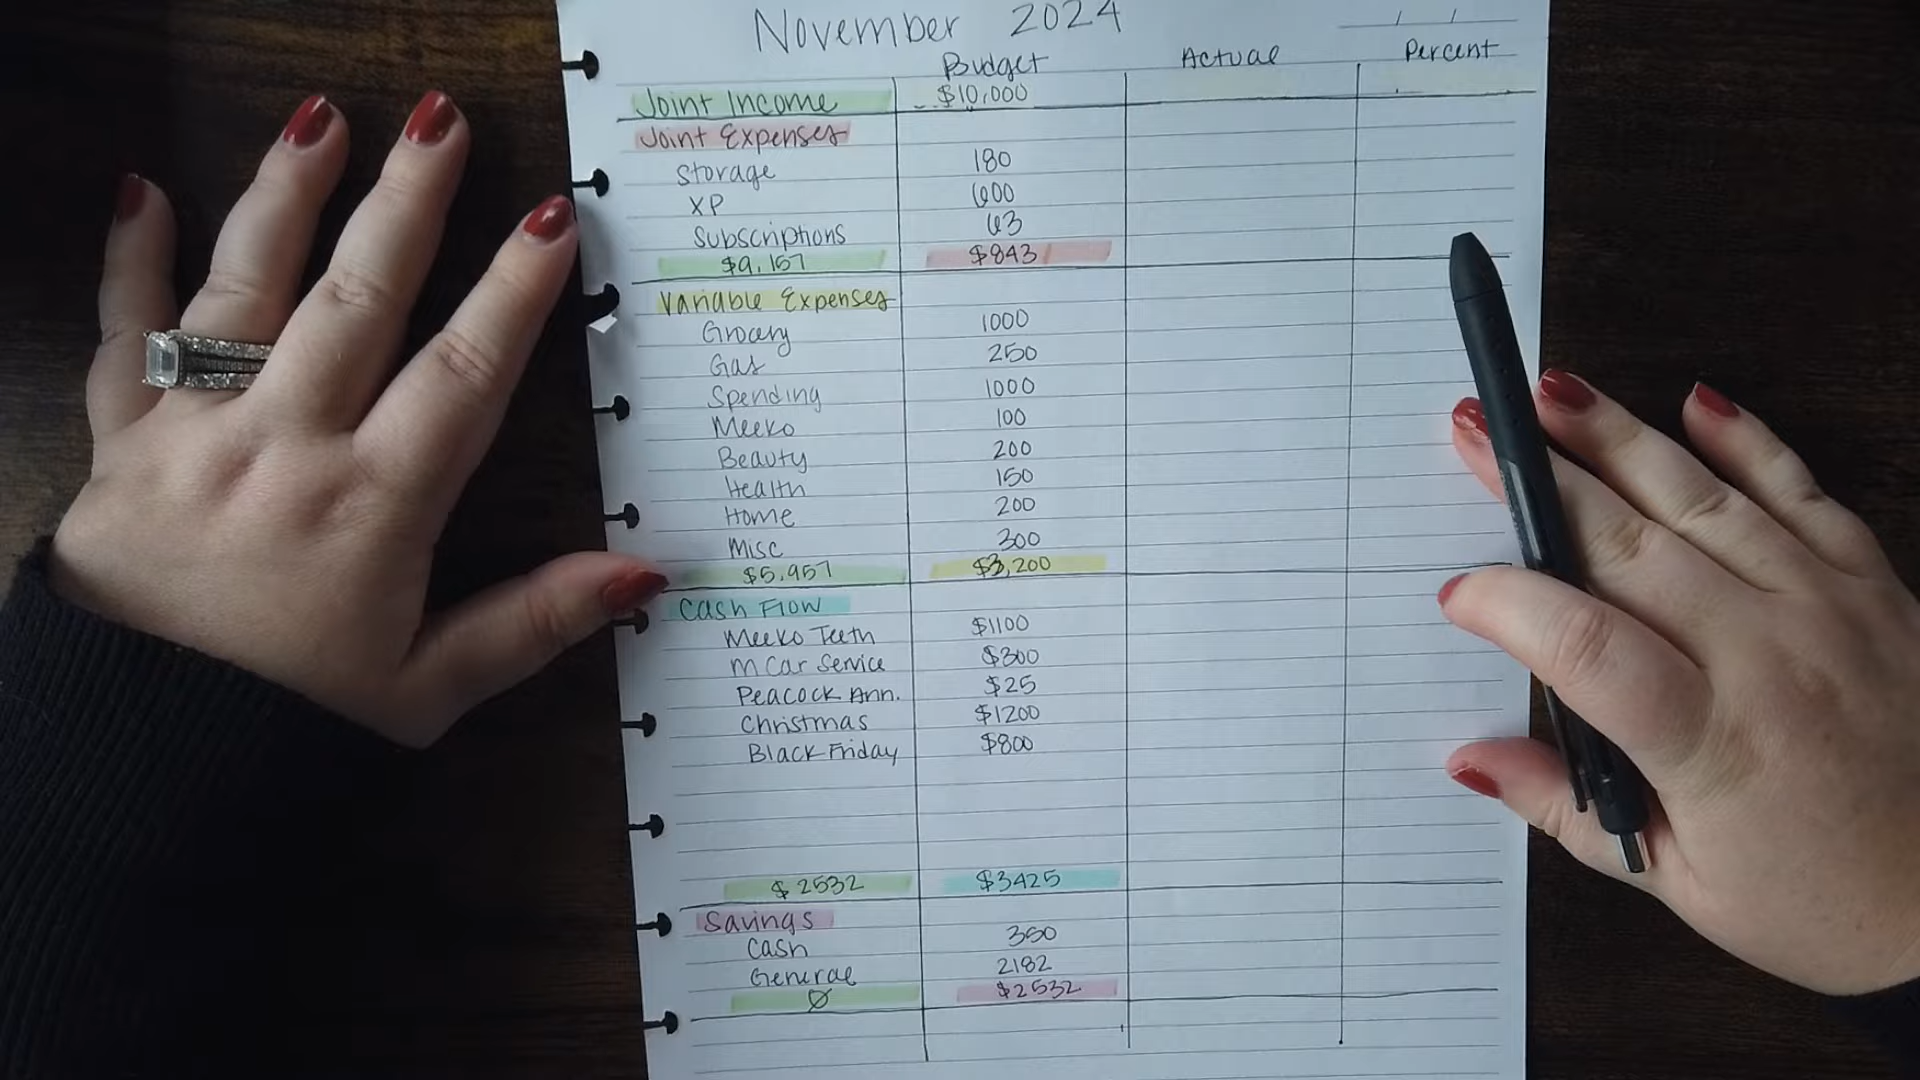 November 2024
Budget Actual Percent
Joint Income $10,000
Joint Expenses
Storage 180
XP 600
Subscriptions 63
$9,157 $843
Variable Expenses
Grocery 1000
Gas 250
Spending 1000
Meeko 100
Beauty 200
Health 150
Home 200
Misc 300
$5,957 $3,200
Cash Flow
Meeko Teeth $1100
M Car Service $300
Peacock Ann. $25
Christmas $1200
Black Friday $800
$2532 $3425
Savings
Cash 350
General 2182
Ø $2532